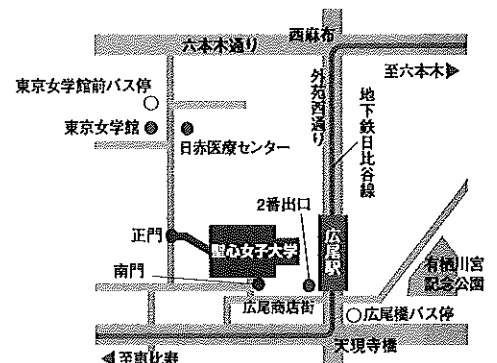 西麻布
六本木通り
至六本木▶
外苑西通り
地下鉄日比谷線
東京女学館前バス停
東京女学館
日赤医療センター
2番出口
正門
聖心女子大学
広尾駅
南門
広尾商店街
有栖川宮
記念公園
広尾橋バス停
天現寺橋
◀至恵比寿